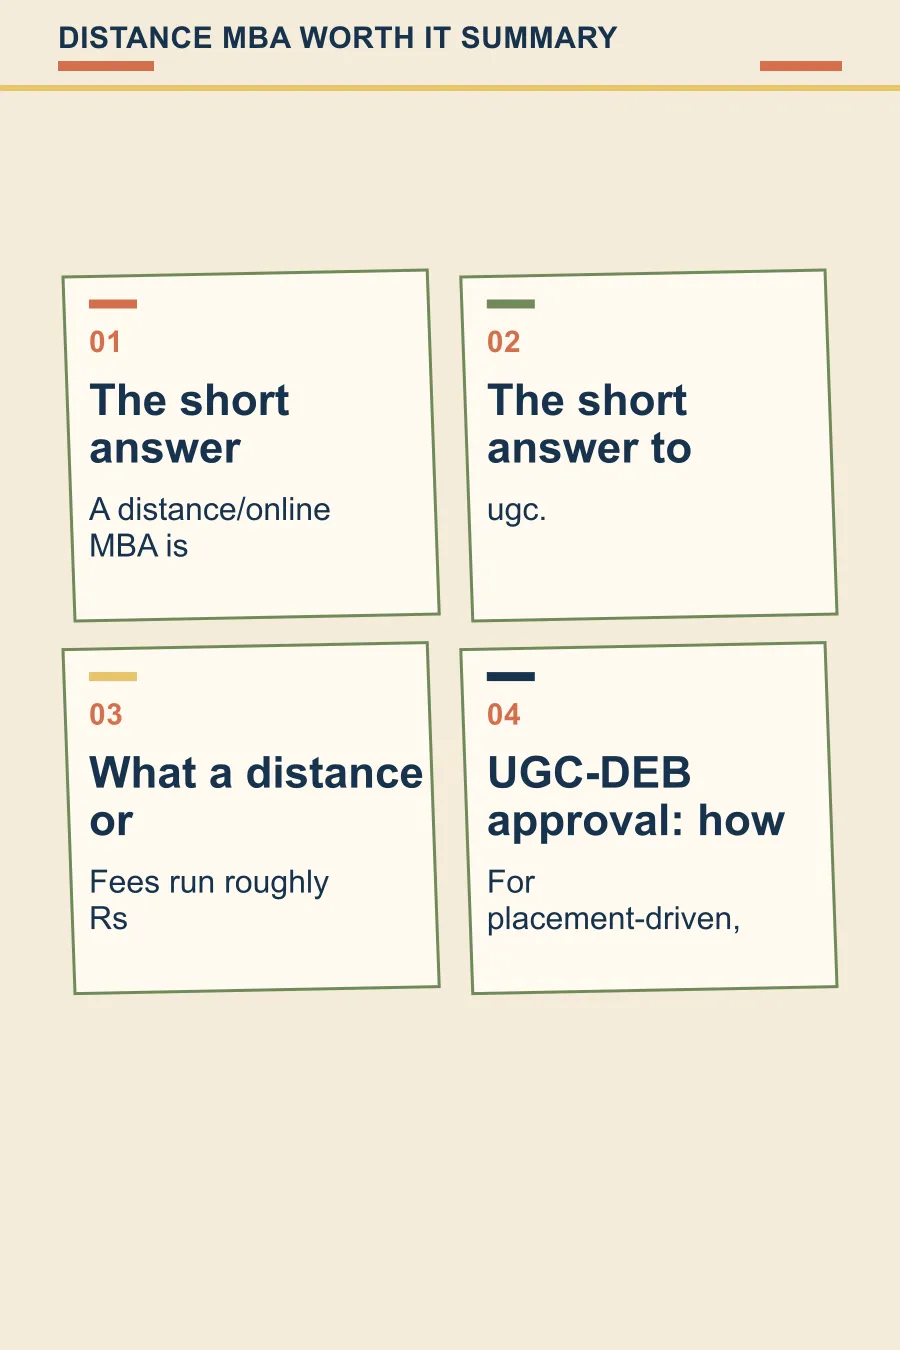 DISTANCE MBA WORTH IT SUMMARY
01
The short
answer
A distance/online
MBA is
02
The short
answer to
ugc.
03
What a distance
or
Fees run roughly
Rs
04
UGC-DEB
approval: how
For
placement-driven,